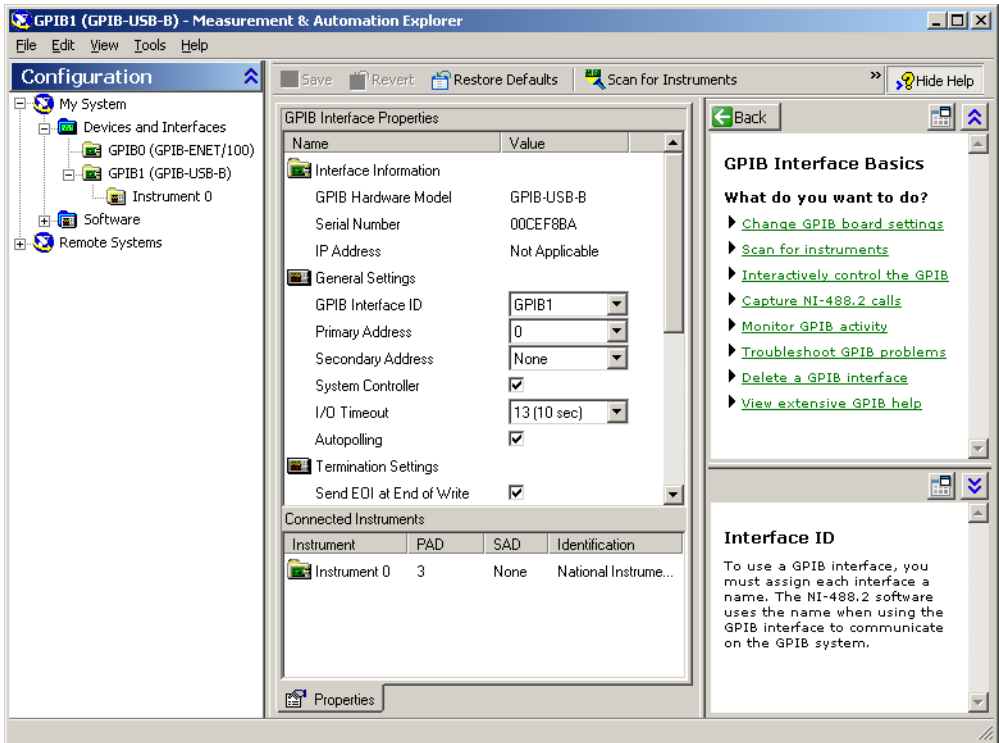 GPIB1 (GPIB-USB-B) - Measurement & Automation Explorer
File Edit View Tools Help
Configuration
My System
Devices and Interfaces
GPIB0 (GPIB-ENET/100)
GPIB1 (GPIB-USB-B)
Instrument 0
Software
Remote Systems
Save Revert Restore Defaults Scan for Instruments » Hide Help
GPIB Interface Properties
Name Value
Interface Information
GPIB Hardware Model GPIB-USB-B
Serial Number 00CEF8BA
IP Address Not Applicable
General Settings
GPIB Interface ID GPIB1
Primary Address 0
Secondary Address None
System Controller
I/O Timeout 13 (10 sec)
Autopolling
Termination Settings
Send EOI at End of Write
Connected Instruments
Instrument PAD SAD Identification
Instrument 0 3 None National Instrume...
Properties
Back
GPIB Interface Basics
What do you want to do?
Change GPIB board settings
Scan for instruments
Interactively control the GPIB
Capture NI-488.2 calls
Monitor GPIB activity
Troubleshoot GPIB problems
Delete a GPIB interface
View extensive GPIB help
Interface ID
To use a GPIB interface, you
must assign each interface a
name. The NI-488.2 software
uses the name when using the
GPIB interface to communicate
on the GPIB system.